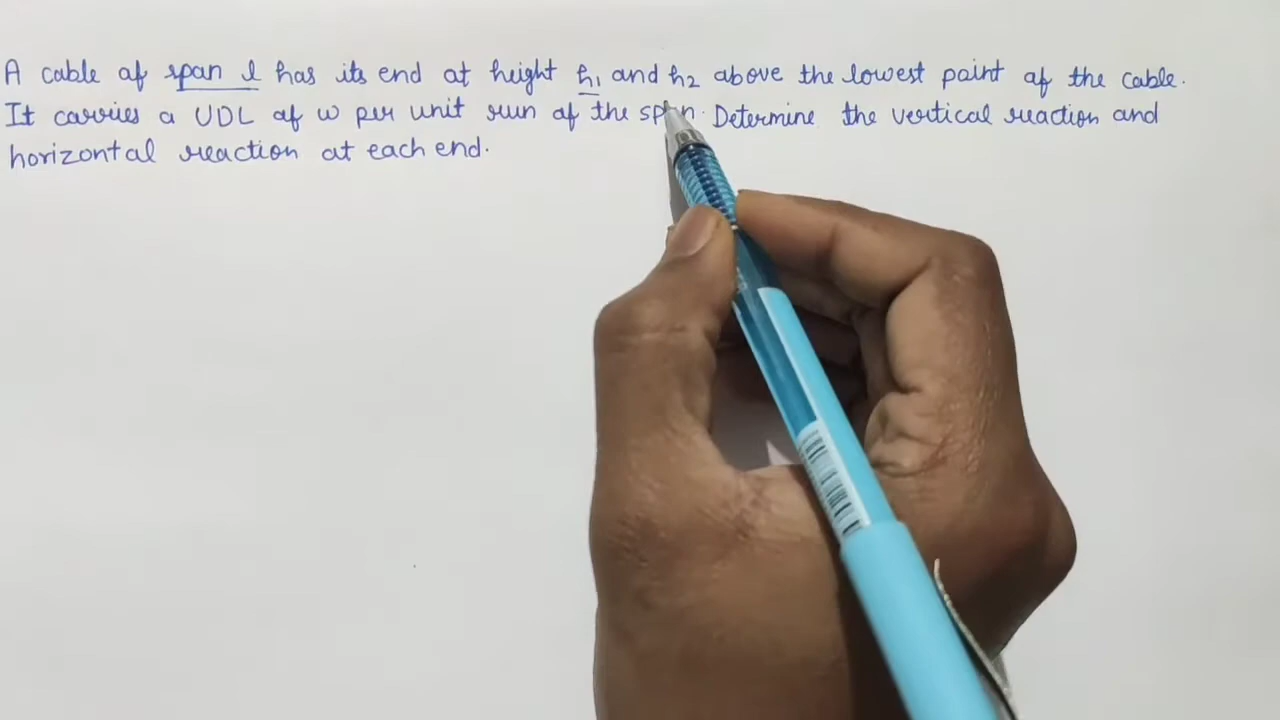 A cable of span l has its end at height h1 and h2 above the lowest point of the cable.
It carries a UDL of w per unit run of the span. Determine the vertical reaction and
horizontal reaction at each end.